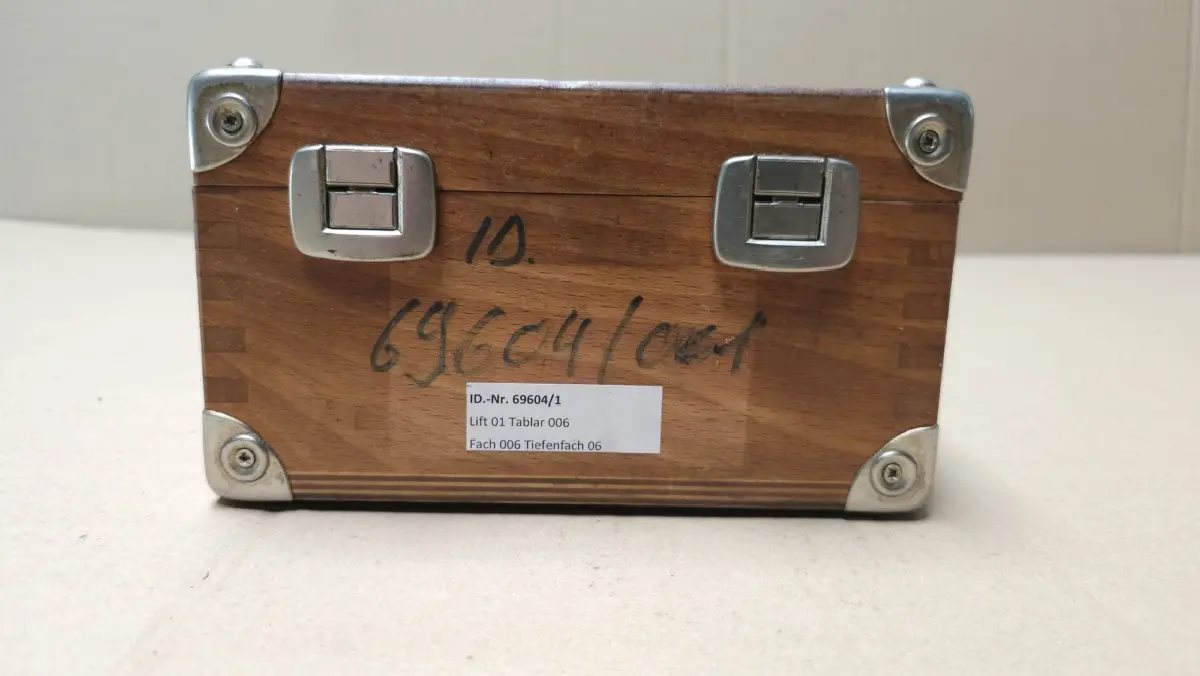 ID.
69604/001
ID.-Nr. 69604/1
Lift 01 Tablar 006
Fach 006 Tiefenfach 06